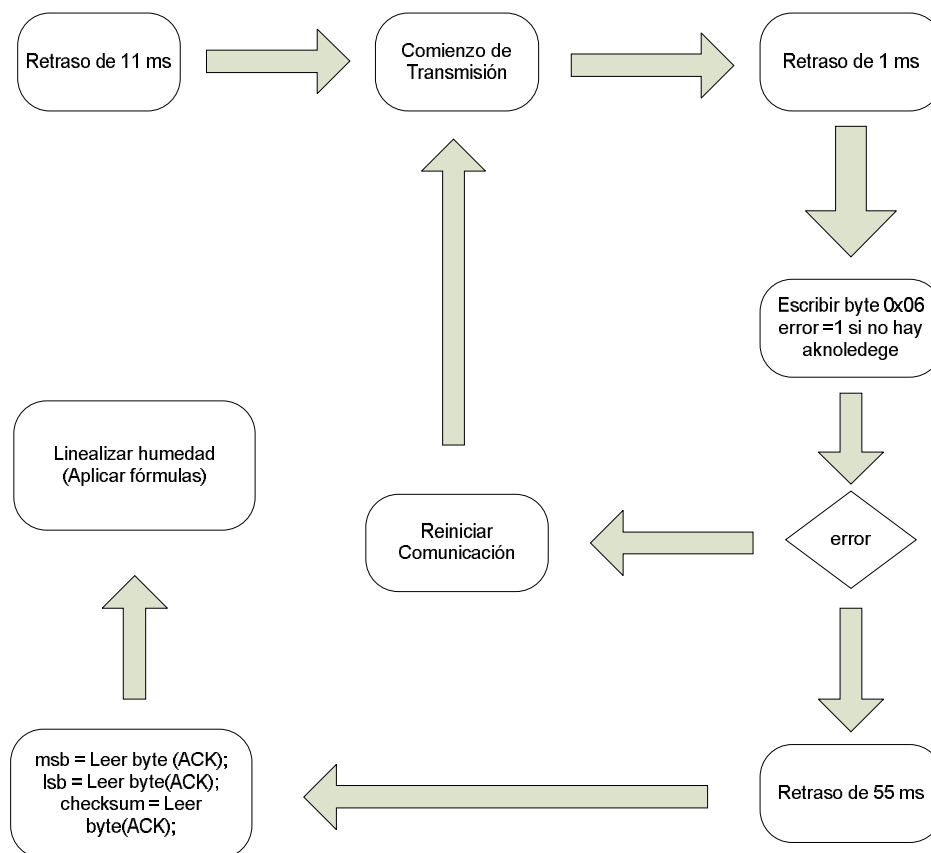 Retraso de 11 ms
Comienzo de
Transmisión
Retraso de 1 ms
Escribir byte 0x06
error =1 si no hay
aknoledege
error
Reiniciar
Comunicación
Retraso de 55 ms
msb = Leer byte (ACK);
lsb = Leer byte(ACK);
checksum = Leer
byte(ACK);
Linealizar humedad
(Aplicar fórmulas)